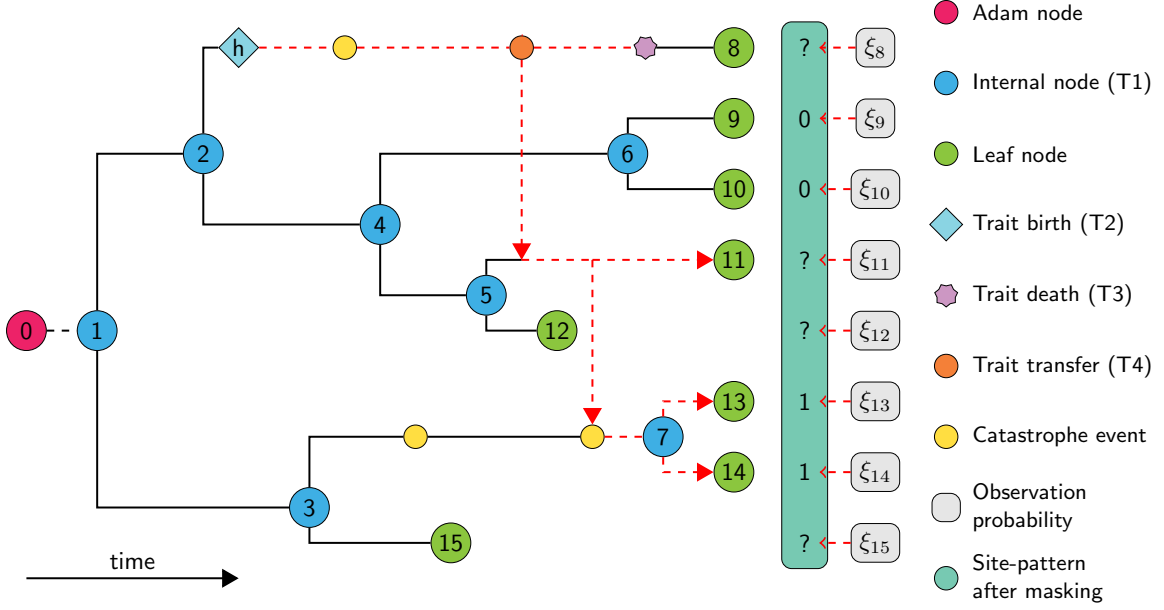 h 8 ? ξ8
9 0 ξ9
2 6
10 0 ξ10
4
11 ? ξ11
5
0 1 12 ? ξ12
13 1 ξ13
7
14 1 ξ14
3
15 ? ξ15
time
Adam node
Internal node (T1)
Leaf node
Trait birth (T2)
Trait death (T3)
Trait transfer (T4)
Catastrophe event
Observation
probability
Site-pattern
after masking